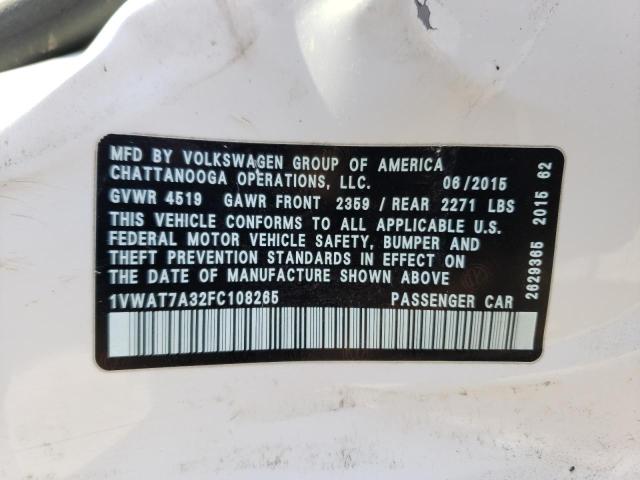 MFD BY VOLKSWAGEN GROUP OF AMERICA
CHATTANOOGA OPERATIONS, LLC. 06/2015
GVWR 4519 GAWR FRONT 2359 / REAR 2271 LBS
THIS VEHICLE CONFORMS TO ALL APPLICABLE U.S.
FEDERAL MOTOR VEHICLE SAFETY, BUMPER AND
THEFT PREVENTION STANDARDS IN EFFECT ON
THE DATE OF MANUFACTURE SHOWN ABOVE
1VWAT7A32FC108265 PASSENGER CAR
2629365 2015 62